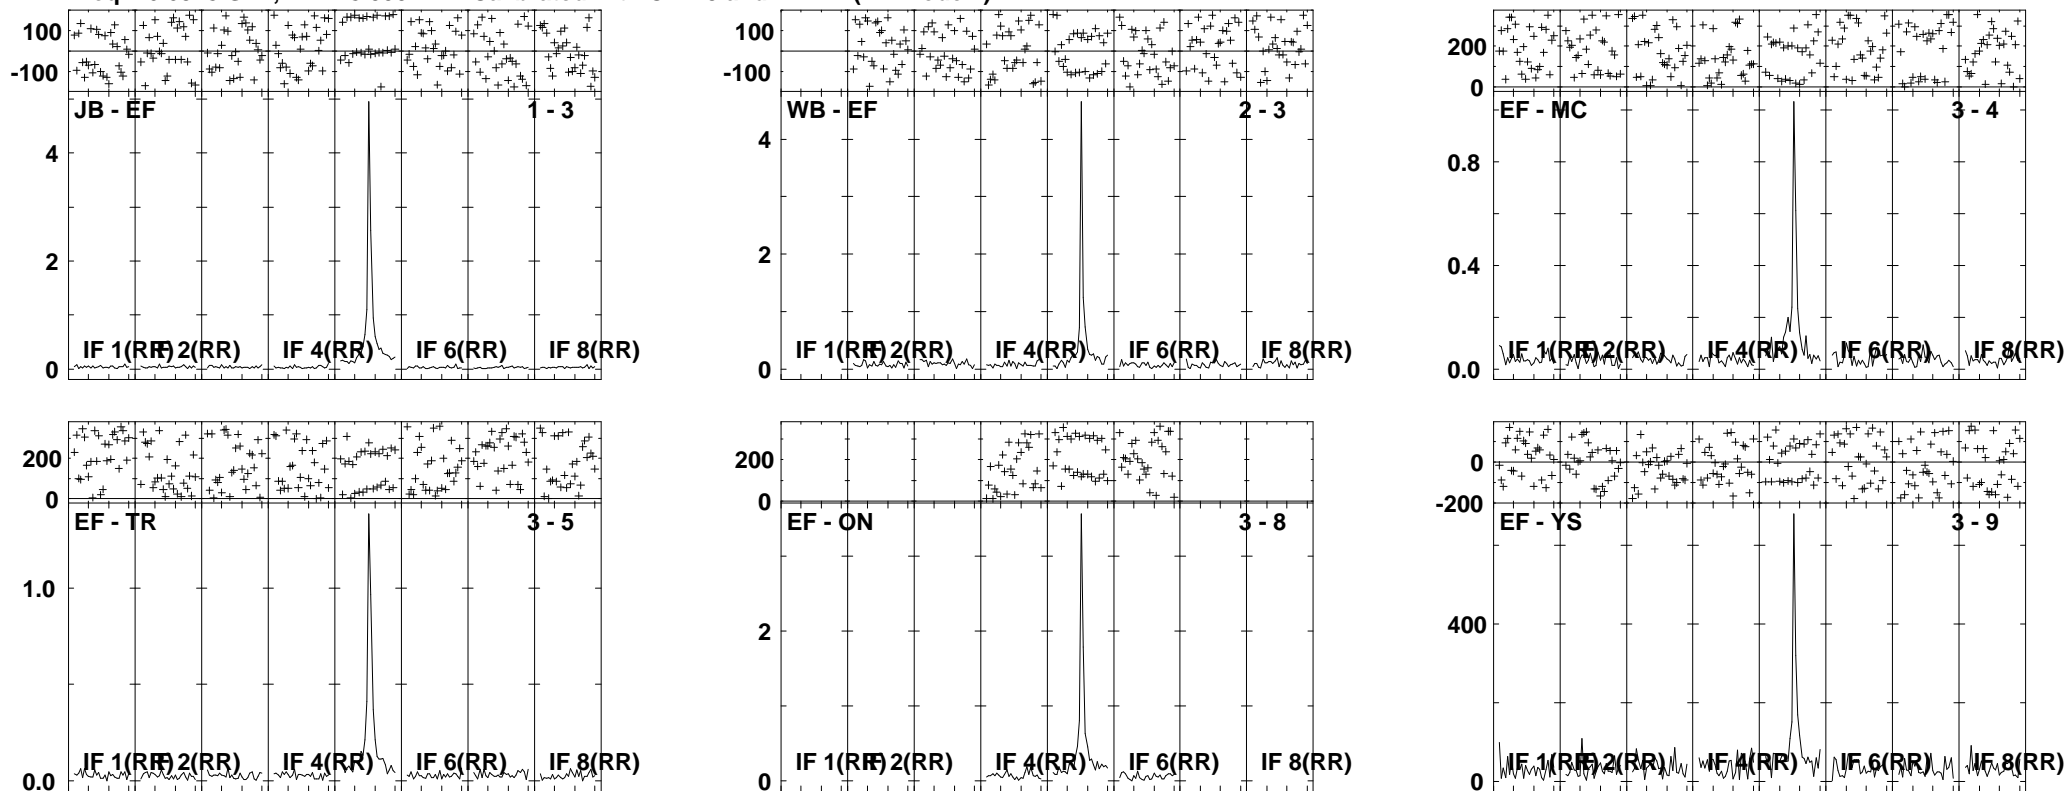 100
-100
JB - EF 1 - 3
4
2
0
IF 1(RR) IF 2(RR) IF 4(RR) IF 6(RR) IF 8(RR)
100
-100
WB - EF 2 - 3
4
2
0
IF 1(RR) IF 2(RR) IF 4(RR) IF 6(RR) IF 8(RR)
200
0
EF - MC 3 - 4
0.8
0.4
0.0
IF 1(RR) IF 2(RR) IF 4(RR) IF 6(RR) IF 8(RR)
200
0
EF - TR 3 - 5
1.0
0.0
IF 1(RR) IF 2(RR) IF 4(RR) IF 6(RR) IF 8(RR)
200
0
EF - ON 3 - 8
2
0
IF 1(RR) IF 2(RR) IF 4(RR) IF 6(RR) IF 8(RR)
0
-200
EF - YS 3 - 9
400
0
IF 1(RR) IF 2(RR) IF 4(RR) IF 6(RR) IF 8(RR)